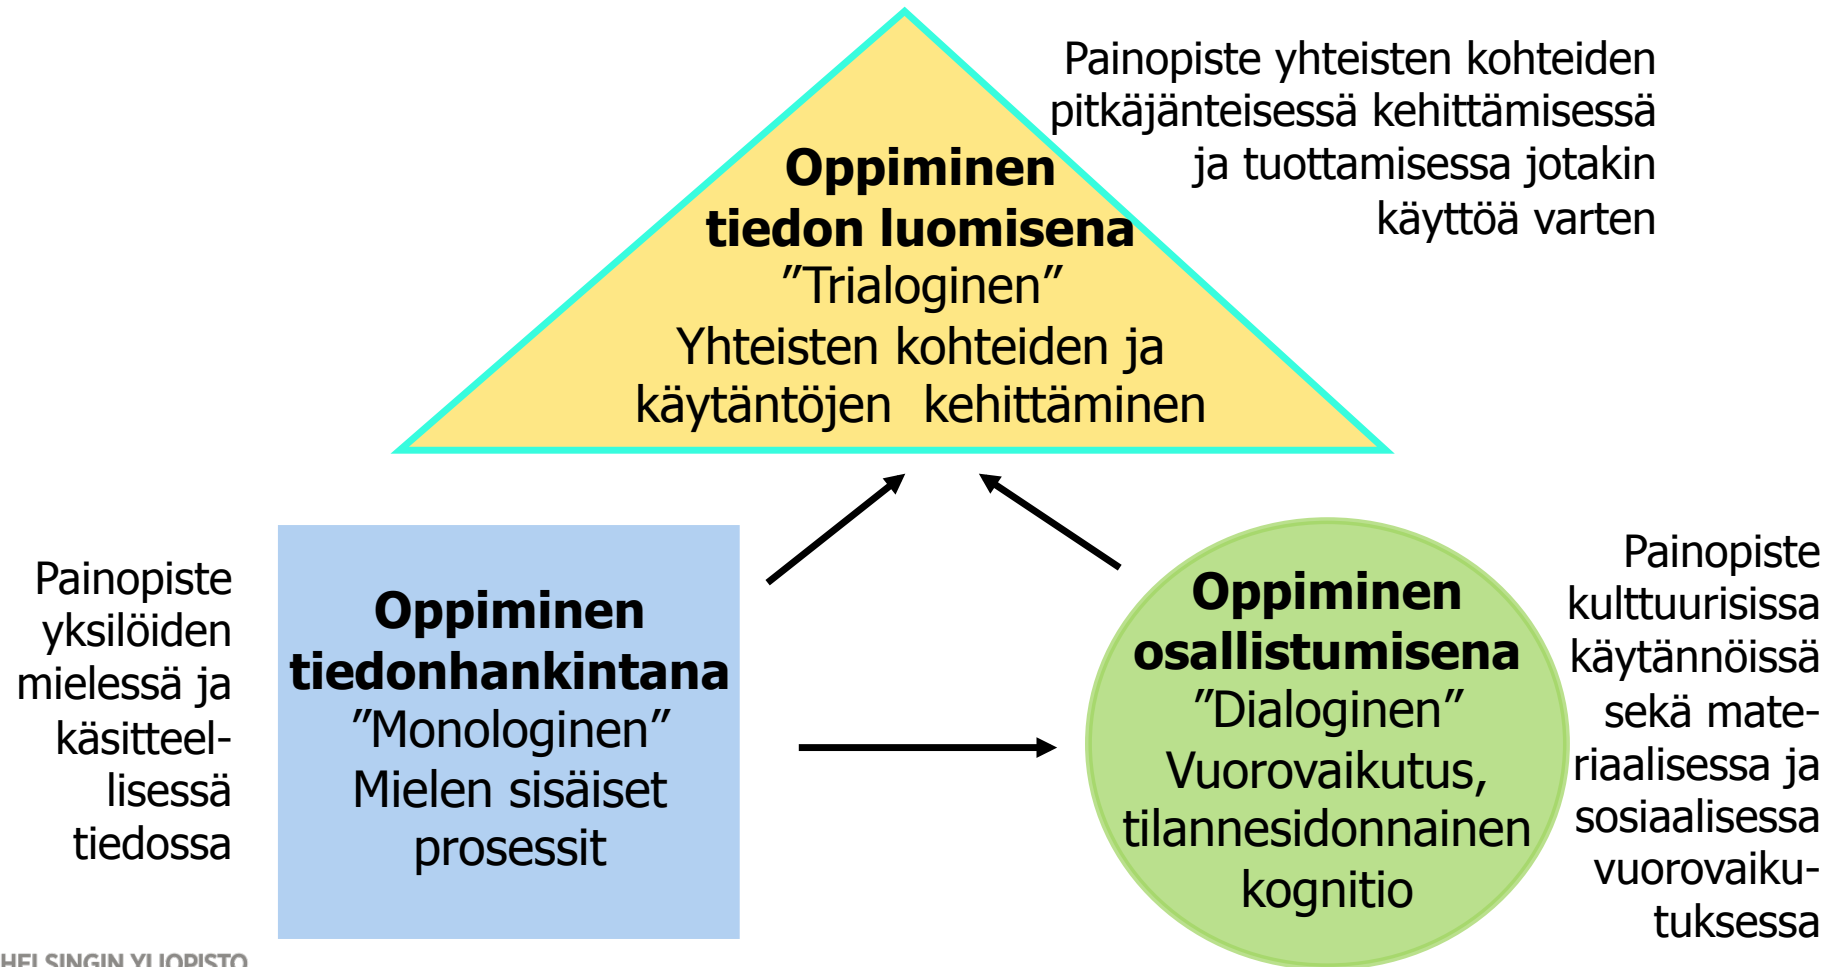 Painopiste yhteisten kohteiden
pitkäjänteisessä kehittämisessä
ja tuottamisessa jotakin
käyttöä varten
Oppiminen
tiedon luomisena
”Trialoginen”
Yhteisten kohteiden ja
käytäntöjen kehittäminen
Painopiste
yksilöiden
mielessä ja
käsitteel-
lisessä
tiedossa
Oppiminen
tiedonhankintana
”Monologinen”
Mielen sisäiset
prosessit
Oppiminen
osallistumisena
”Dialoginen”
Vuorovaikutus,
tilannesidonnainen
kognitio
Painopiste
kulttuurisissa
käytännöissä
sekä mate-
riaalisessa ja
sosiaalisessa
vuorovaiku-
tuksessa
HELSINGIN YLIOPISTO